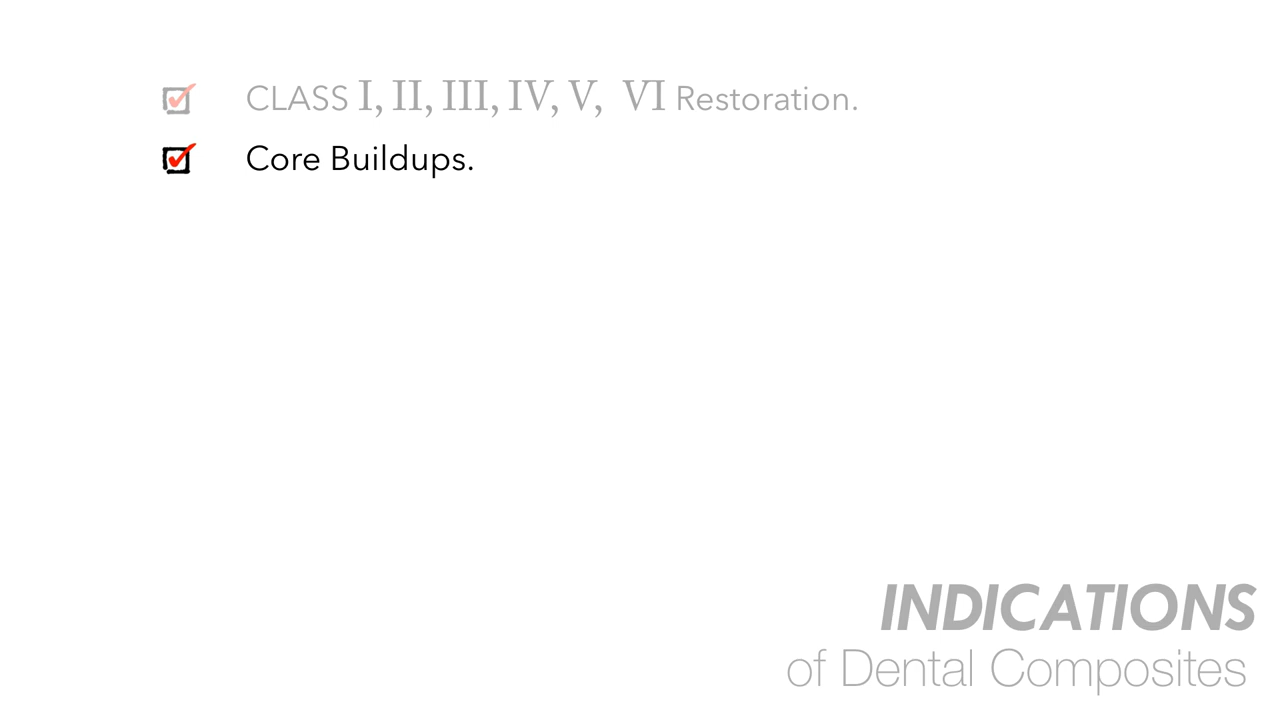 CLASS I, II, III, IV, V, VI Restoration.
Core Buildups.
INDICATIONS
of Dental Composites